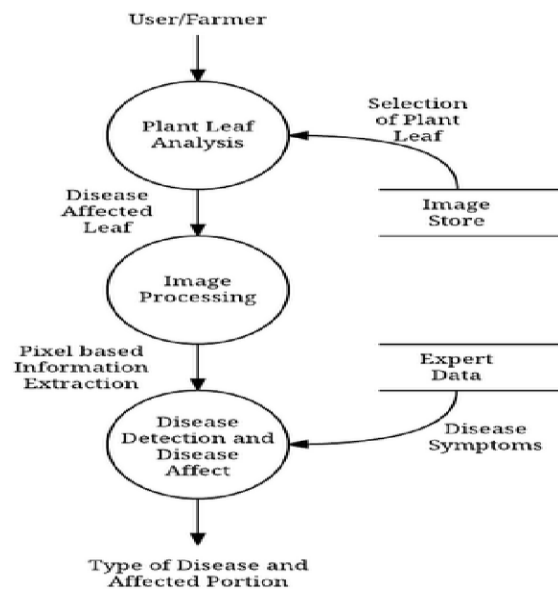 User/Farmer
Selection
of Plant
Leaf
Plant Leaf
Analysis
Disease
Affected
Leaf
Image
Store
Image
Processing
Pixel based
Information
Extraction
Expert
Data
Disease
Detection and
Disease
Affect
Disease
Symptoms
Type of Disease and
Affected Portion